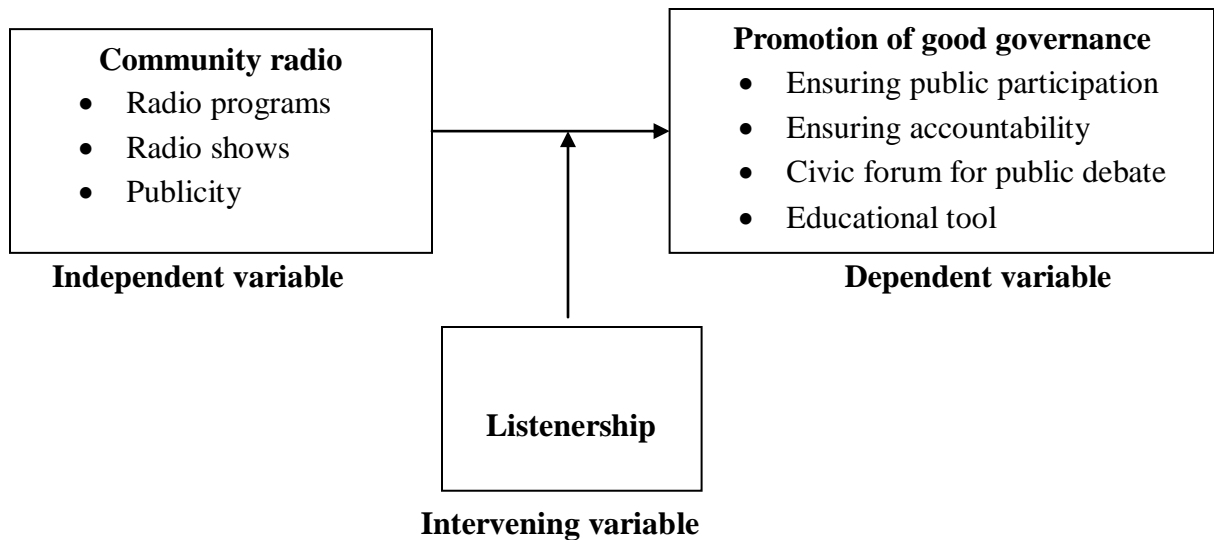 Community radio
• Radio programs
• Radio shows
• Publicity
Independent variable
Promotion of good governance
• Ensuring public participation
• Ensuring accountability
• Civic forum for public debate
• Educational tool
Dependent variable
Listenership
Intervening variable